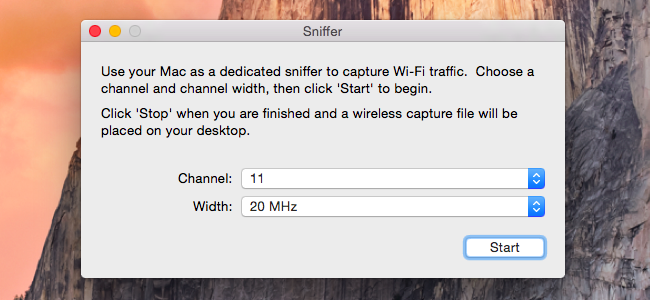 Sniffer
Use your Mac as a dedicated sniffer to capture Wi-Fi traffic.  Choose a
channel and channel width, then click 'Start' to begin.
Click 'Stop' when you are finished and a wireless capture file will be
placed on your desktop.
Channel: 11
Width: 20 MHz
Start